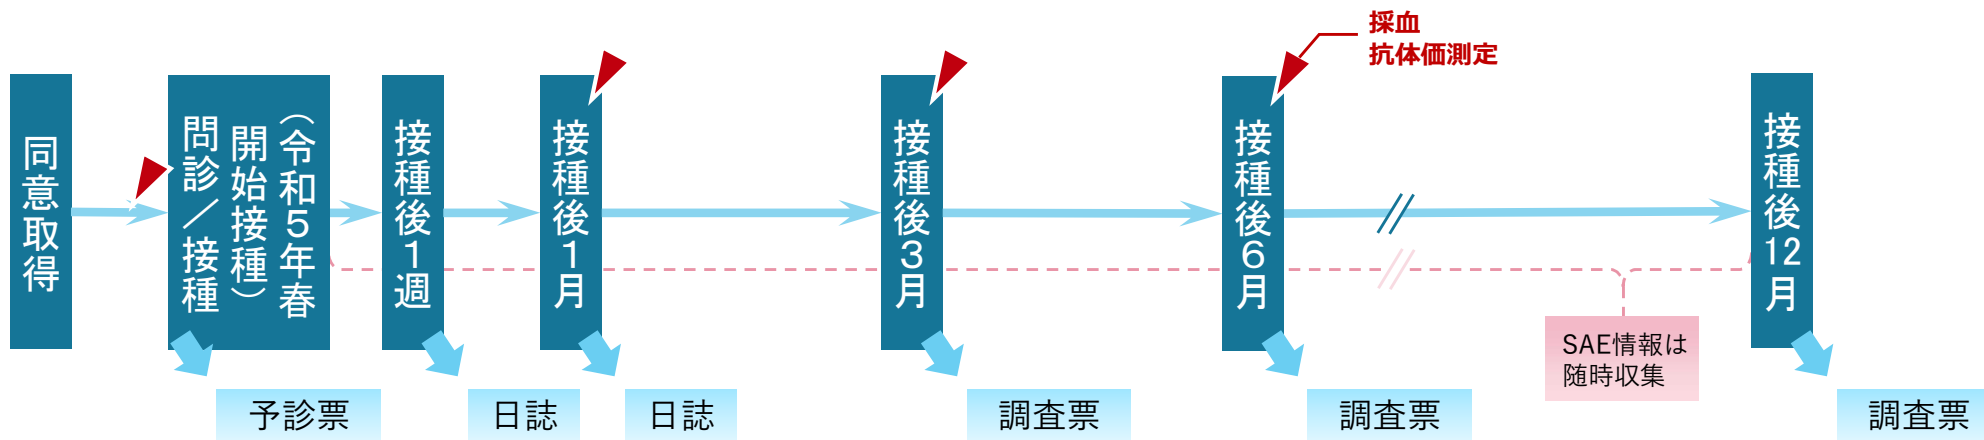 採血
抗体価測定
同意取得
問診／接種
（令和５年春
開始接種）
接種後１週
接種後１月
接種後３月
接種後６月
接種後12月
SAE情報は
随時収集
予診票
日誌
日誌
調査票
調査票
調査票